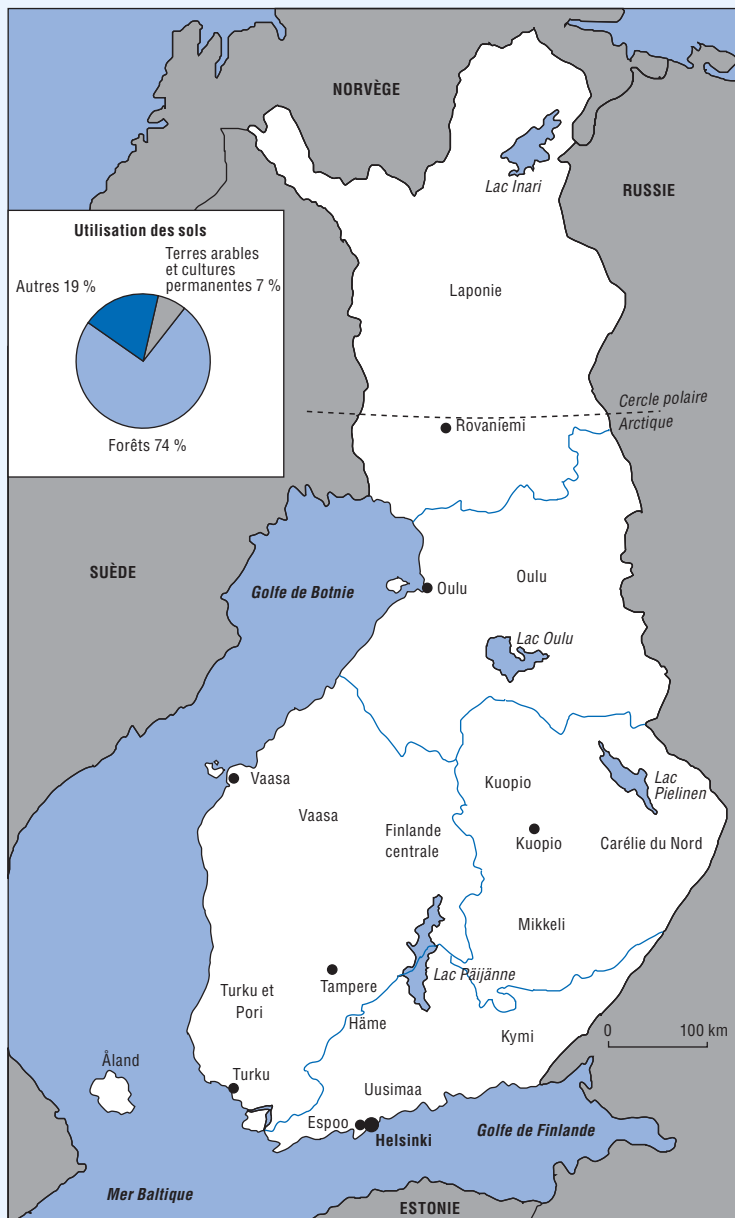 NORVÈGE
Lac Inari
RUSSIE
Utilisation des sols
Terres arables
et cultures
permanentes 7 %
Autres 19 %
Forêts 74 %
Laponie
Cercle polaire
Arctique
Rovaniemi
SUÈDE
Golfe de Botnie
Oulu
Oulu
Lac Oulu
Vaasa
Vaasa
Kuopio
Lac
Pielinen
Finlande
centrale
Kuopio
Carélie du Nord
Mikkeli
Lac Päijänne
Tampere
Turku et
Pori
Häme
Kymi
0 100 km
Åland
Turku
Uusimaa
Espoo
Helsinki
Golfe de Finlande
Mer Baltique
ESTONIE